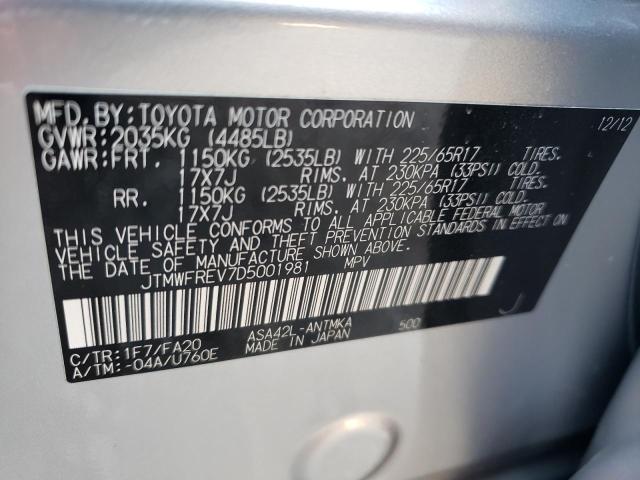 MFD. BY: TOYOTA MOTOR CORPORATION 12/12
GVWR: 2035KG (4485LB)
GAWR: FRT. 1150KG (2535LB) WITH 225/65R17 TIRES.
17X7J RIMS. AT 230KPA (33PSI) COLD.
RR. 1150KG (2535LB) WITH 225/65R17 TIRES.
17X7J RIMS. AT 230KPA (33PSI) COLD.
THIS VEHICLE CONFORMS TO ALL APPLICABLE FEDERAL MOTOR
VEHICLE SAFETY AND THEFT PREVENTION STANDARDS IN EFFECT ON
THE DATE OF MANUFACTURE SHOWN ABOVE.
JTMWFREV7D5001981 MPV
J
C/TR: 1F7/FA20 ASA42L-ANTMKA 500
A/TM: -04A/U760E MADE IN JAPAN